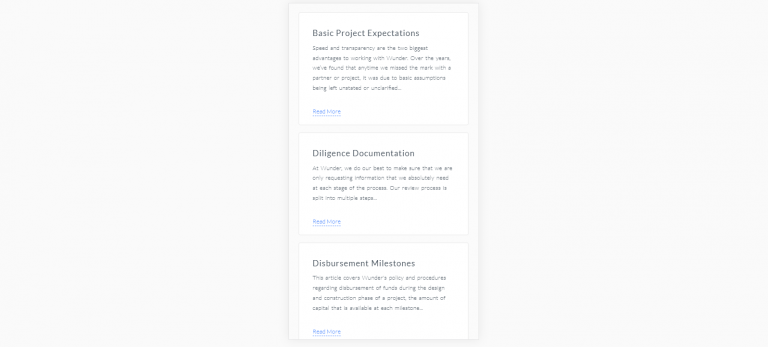 Basic Project Expectations
Speed and transparency are the two biggest
advantages to working with Wunder. Over the years,
we've found that anytime we missed the mark with a
partner or project, it was due to basic assumptions
being left unstated or unclarified...
Read More
Diligence Documentation
At Wunder, we do our best to make sure that we are
only requesting information that we absolutely need
at each stage of the process. Our review process is
split into multiple steps...
Read More
Disbursement Milestones
This article covers Wunder's policy and procedures
regarding disbursement of funds during the design
and construction phase of a project, the amount of
capital that is available at each milestone...
Read More